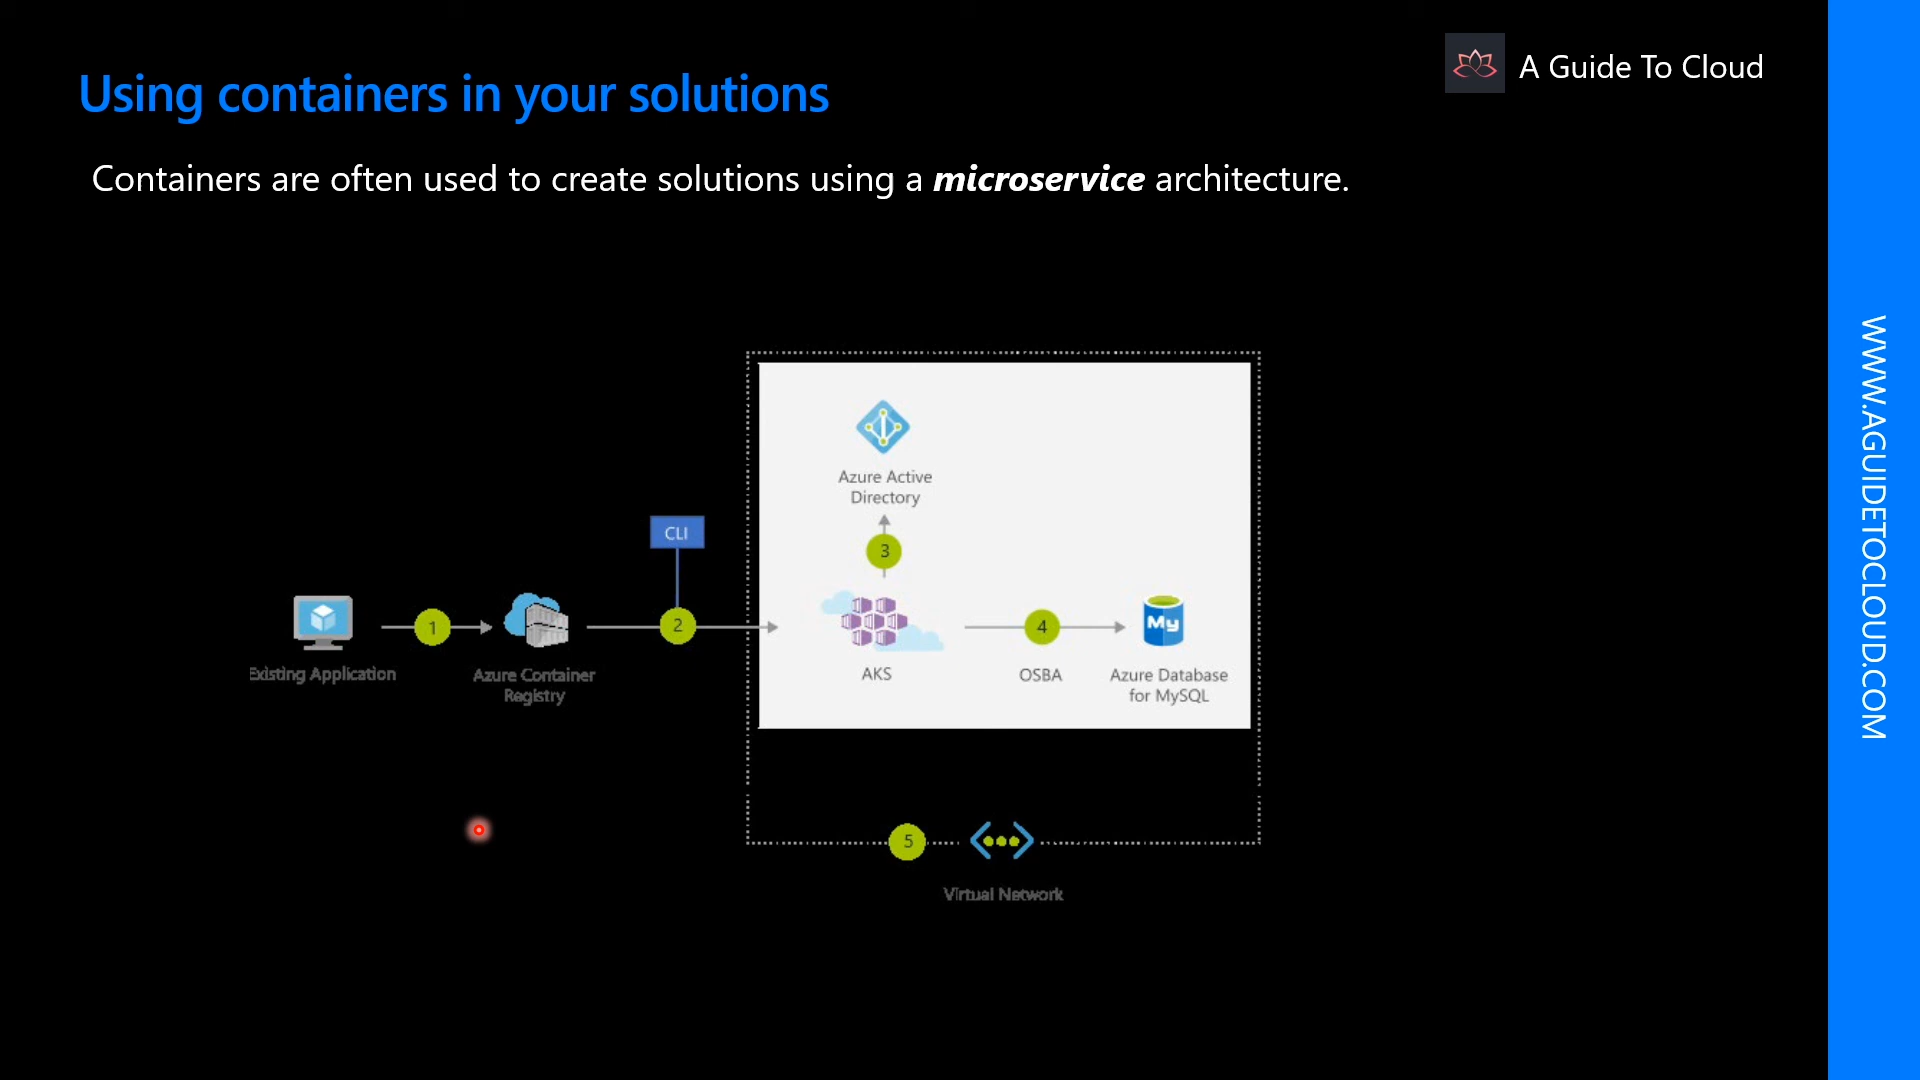 A Guide To Cloud
Using containers in your solutions
Containers are often used to create solutions using a microservice architecture.
Azure Active
Directory
CLI
3
1
2
4
My
Existing Application
Azure Container
Registry
AKS
OSBA
Azure Database
for MySQL
5
Virtual Network
WWW.AGUIDETOCLOUD.COM